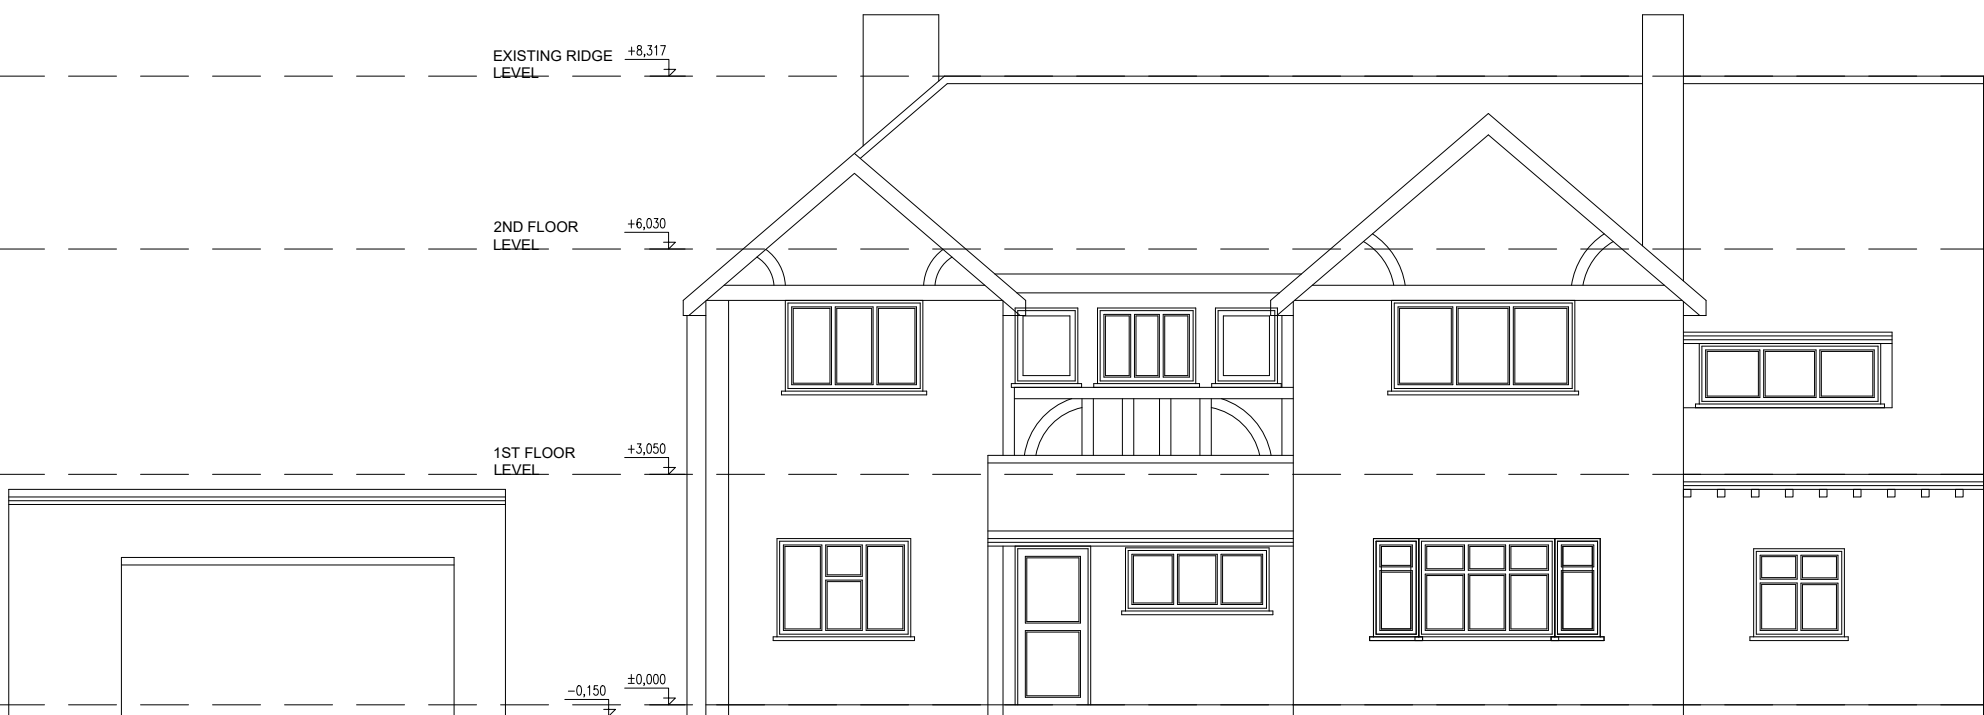 EXISTING RIDGE
LEVEL
+8,317
2ND FLOOR
LEVEL
+6,030
1ST FLOOR
LEVEL
+3,050
±0,000
-0,150